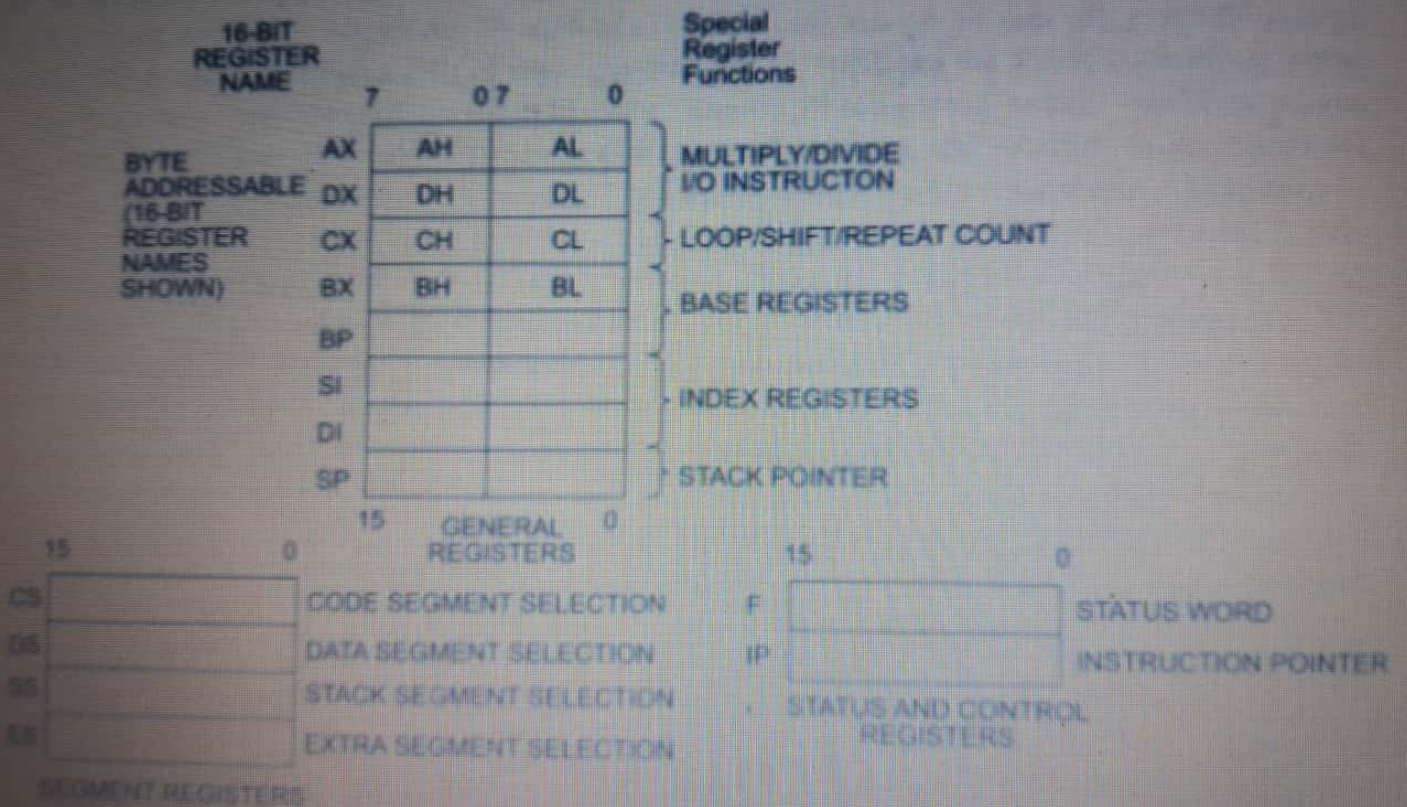 16-BIT
REGISTER
NAME
Special
Register
Functions
7 0 7 0
BYTE
ADDRESSABLE
(16-BIT
REGISTER
NAMES
SHOWN)
AX AH AL
DX DH DL
CX CH CL
BX BH BL
BP
SI
DI
SP
MULTIPLY/DIVIDE
I/O INSTRUCTON
LOOP/SHIFT/REPEAT COUNT
BASE REGISTERS
INDEX REGISTERS
STACK POINTER
15 GENERAL 0
REGISTERS
15 0
CS CODE SEGMENT SELECTION
DS DATA SEGMENT SELECTION
SS STACK SEGMENT SELECTION
ES EXTRA SEGMENT SELECTION
SEGMENT REGISTERS
15 0
F STATUS WORD
IP INSTRUCTION POINTER
STATUS AND CONTROL
REGISTERS